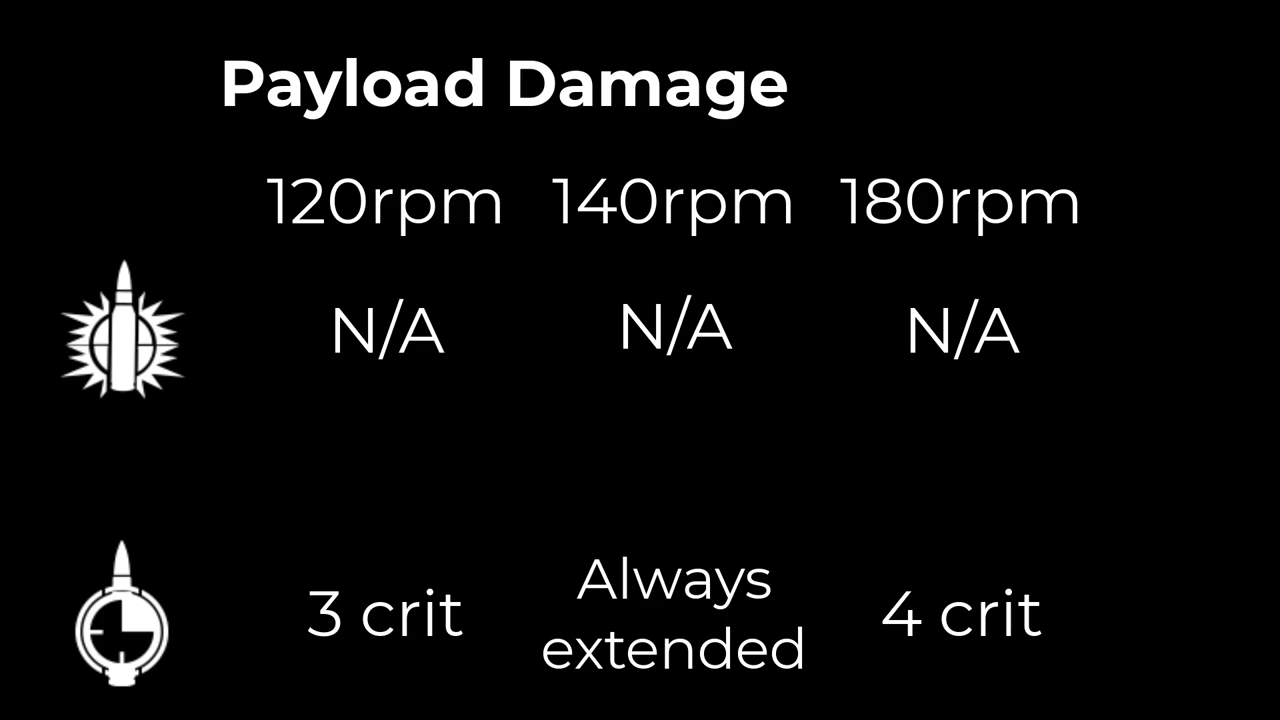 Payload Damage
120rpm 140rpm 180rpm
N/A N/A N/A
3 crit Always extended 4 crit